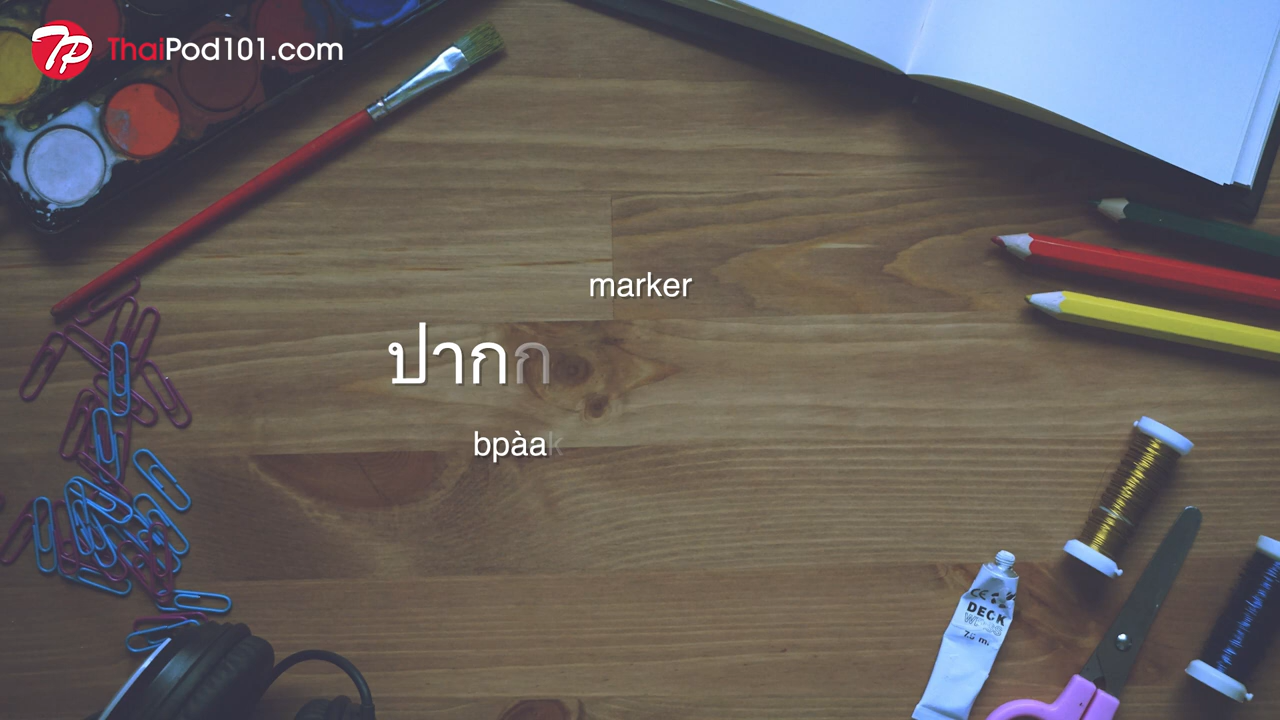 ThaiPod101.com
marker
ปากก
bpàak
DECK